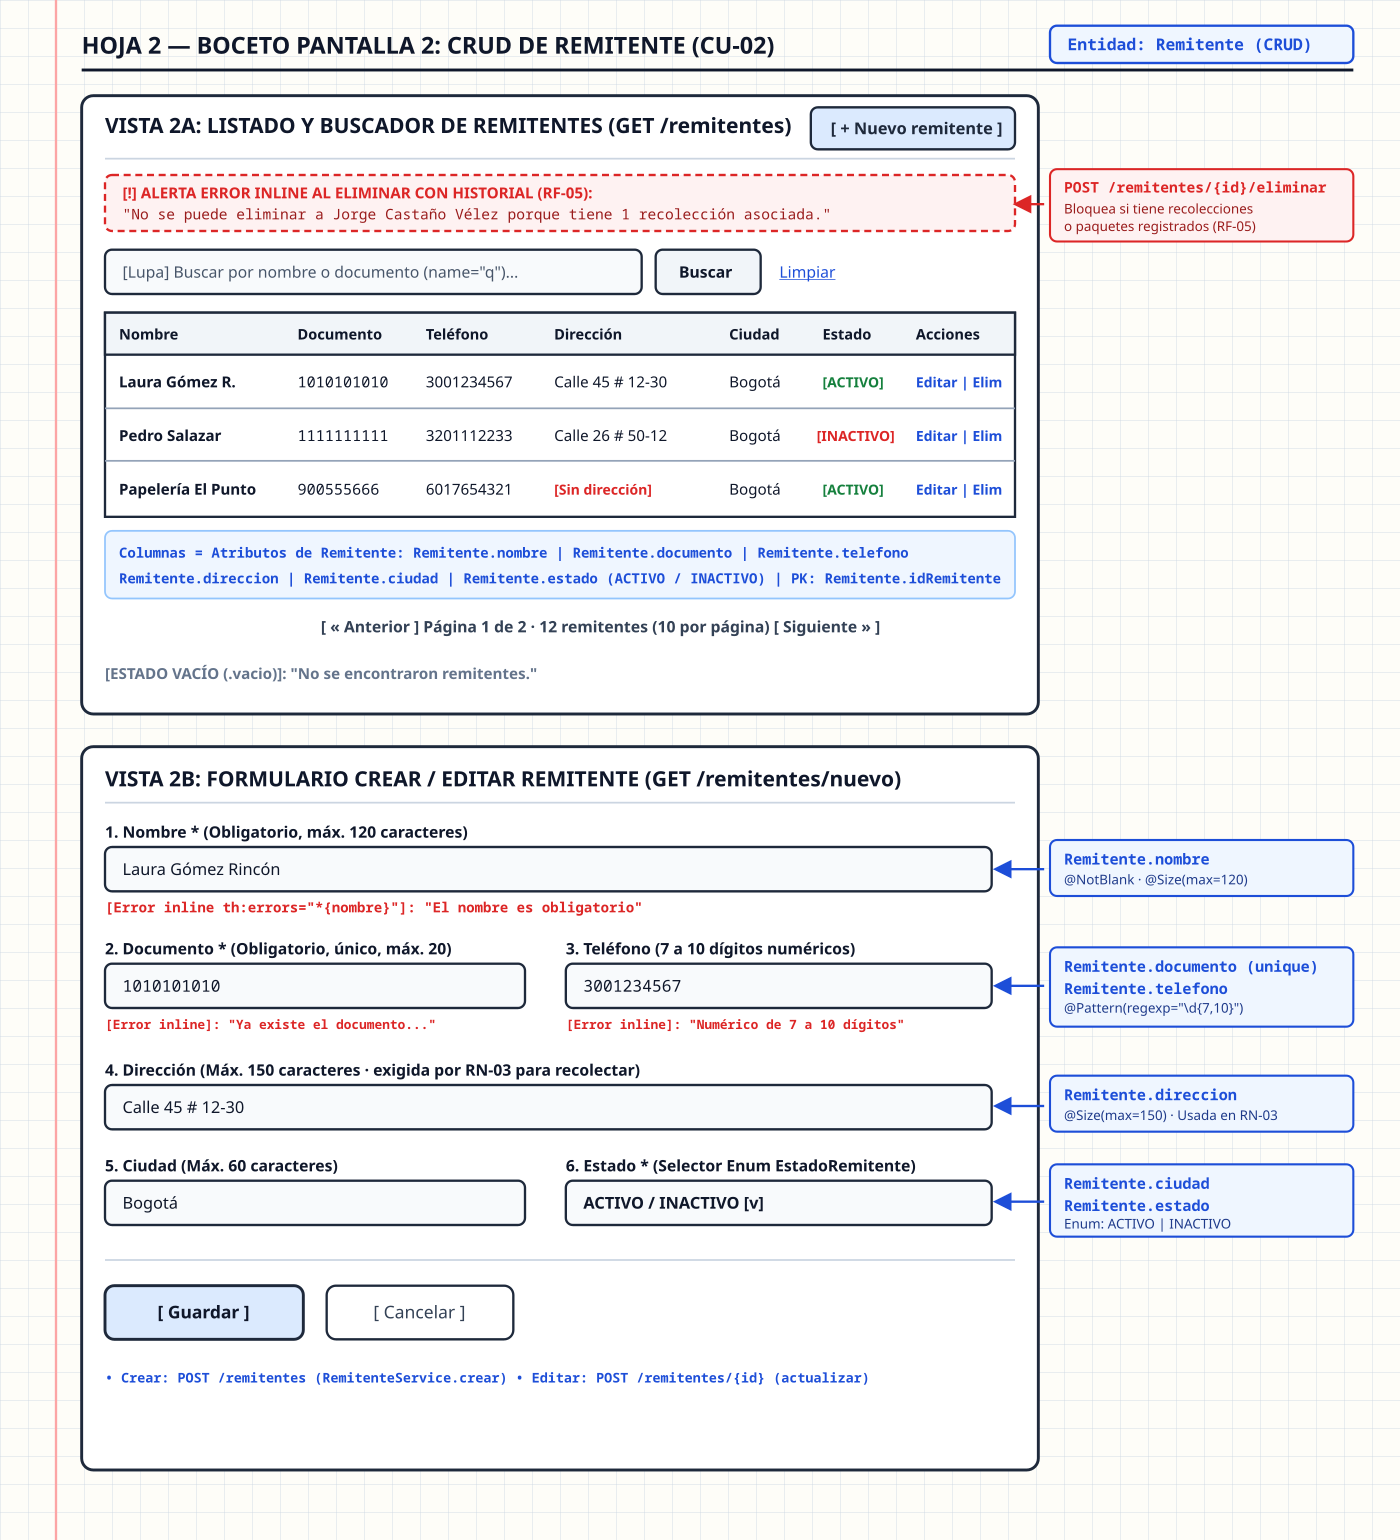 HOJA 2 — BOCETO PANTALLA 2: CRUD DE REMITENTE (CU-02)
Entidad: Remitente (CRUD)
VISTA 2A: LISTADO Y BUSCADOR DE REMITENTES (GET /remitentes)
[ + Nuevo remitente ]
[!] ALERTA ERROR INLINE AL ELIMINAR CON HISTORIAL (RF-05):
"No se puede eliminar a Jorge Castaño Vélez porque tiene 1 recolección asociada."
POST /remitentes/{id}/eliminar
Bloquea si tiene recolecciones
o paquetes registrados (RF-05)
[Lupa] Buscar por nombre o documento (name="q")...
Buscar
Limpiar
Nombre Documento Teléfono Dirección Ciudad Estado Acciones
Laura Gómez R. 1010101010 3001234567 Calle 45 # 12-30 Bogotá [ACTIVO] Editar | Elim
Pedro Salazar 1111111111 3201112233 Calle 26 # 50-12 Bogotá [INACTIVO] Editar | Elim
Papelería El Punto 900555666 6017654321 [Sin dirección] Bogotá [ACTIVO] Editar | Elim
Columnas = Atributos de Remitente: Remitente.nombre | Remitente.documento | Remitente.telefono
Remitente.direccion | Remitente.ciudad | Remitente.estado (ACTIVO / INACTIVO) | PK: Remitente.idRemitente
[ « Anterior ] Página 1 de 2 · 12 remitentes (10 por página) [ Siguiente » ]
[ESTADO VACÍO (.vacio)]: "No se encontraron remitentes."
VISTA 2B: FORMULARIO CREAR / EDITAR REMITENTE (GET /remitentes/nuevo)
1. Nombre * (Obligatorio, máx. 120 caracteres)
Laura Gómez Rincón
Remitente.nombre
@NotBlank · @Size(max=120)
[Error inline th:errors="*{nombre}"]: "El nombre es obligatorio"
2. Documento * (Obligatorio, único, máx. 20)
1010101010
[Error inline]: "Ya existe el documento..."
3. Teléfono (7 a 10 dígitos numéricos)
3001234567
[Error inline]: "Numérico de 7 a 10 dígitos"
Remitente.documento (unique)
Remitente.telefono
@Pattern(regexp="\d{7,10}")
4. Dirección (Máx. 150 caracteres · exigida por RN-03 para recolectar)
Calle 45 # 12-30
Remitente.direccion
@Size(max=150) · Usada en RN-03
5. Ciudad (Máx. 60 caracteres)
Bogotá
6. Estado * (Selector Enum EstadoRemitente)
ACTIVO / INACTIVO [v]
Remitente.ciudad
Remitente.estado
Enum: ACTIVO | INACTIVO
[ Guardar ]
[ Cancelar ]
• Crear: POST /remitentes (RemitenteService.crear) • Editar: POST /remitentes/{id} (actualizar)